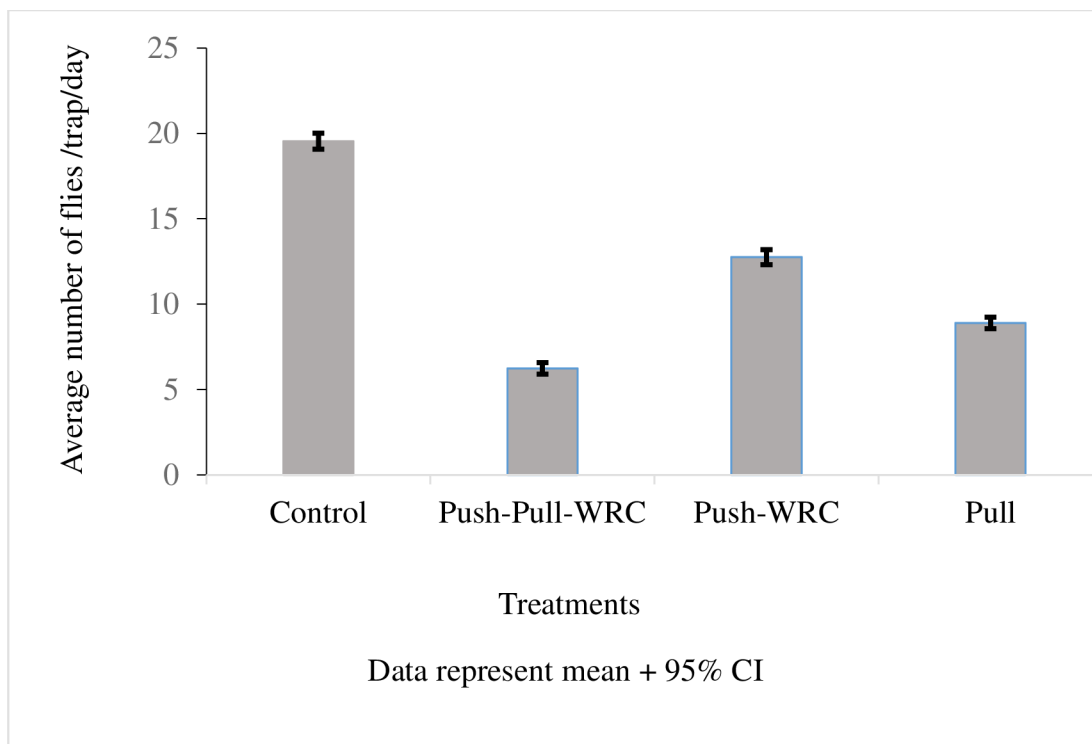 Average number of flies /trap/day
25
20
15
10
5
0
Control Push-Pull-WRC Push-WRC Pull
Treatments
Data represent mean + 95% CI